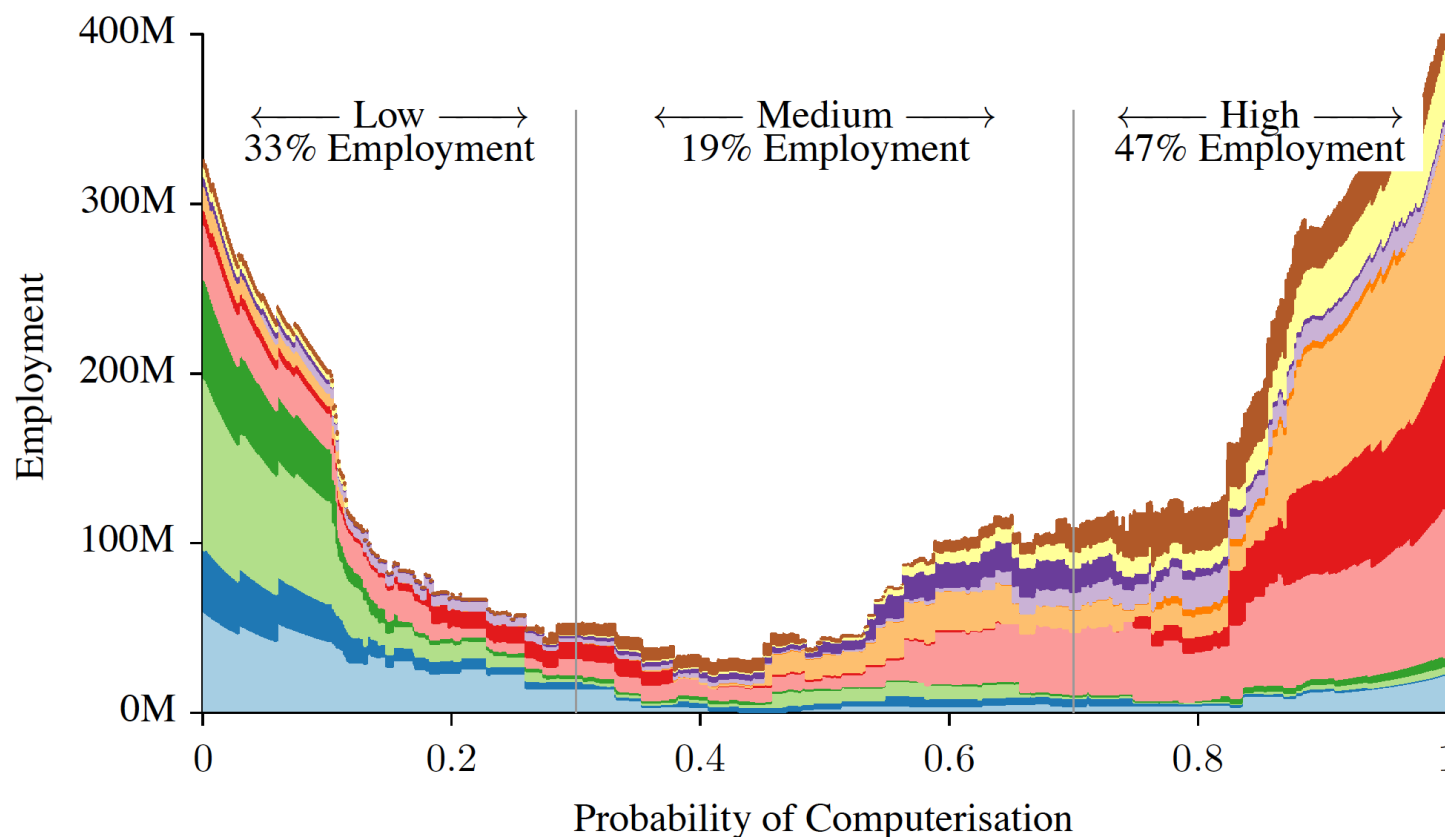 400M
300M
200M
100M
0M
Employment
←— Low —→
33% Employment
←— Medium —→
19% Employment
←— High —→
47% Employment
0 0.2 0.4 0.6 0.8 1
Probability of Computerisation